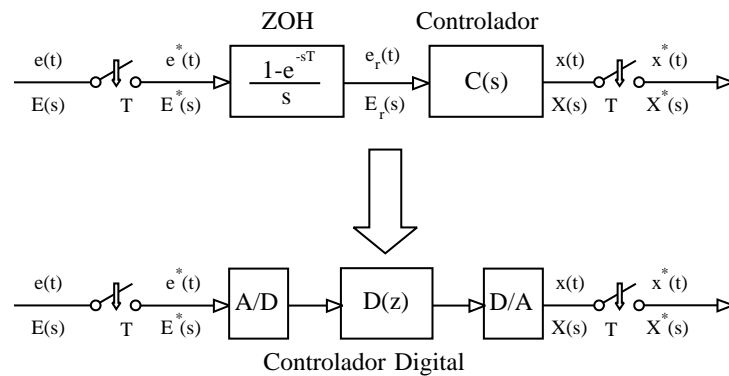 ZOH Controlador
e(t) e*(t) e_r(t) x(t) x*(t)
1-e^-sT
s
C(s)
E(s) T E*(s) E_r(s) X(s) T X*(s)
e(t) e*(t) x(t) x*(t)
A/D D(z) D/A
E(s) T E*(s) X(s) T X*(s)
Controlador Digital